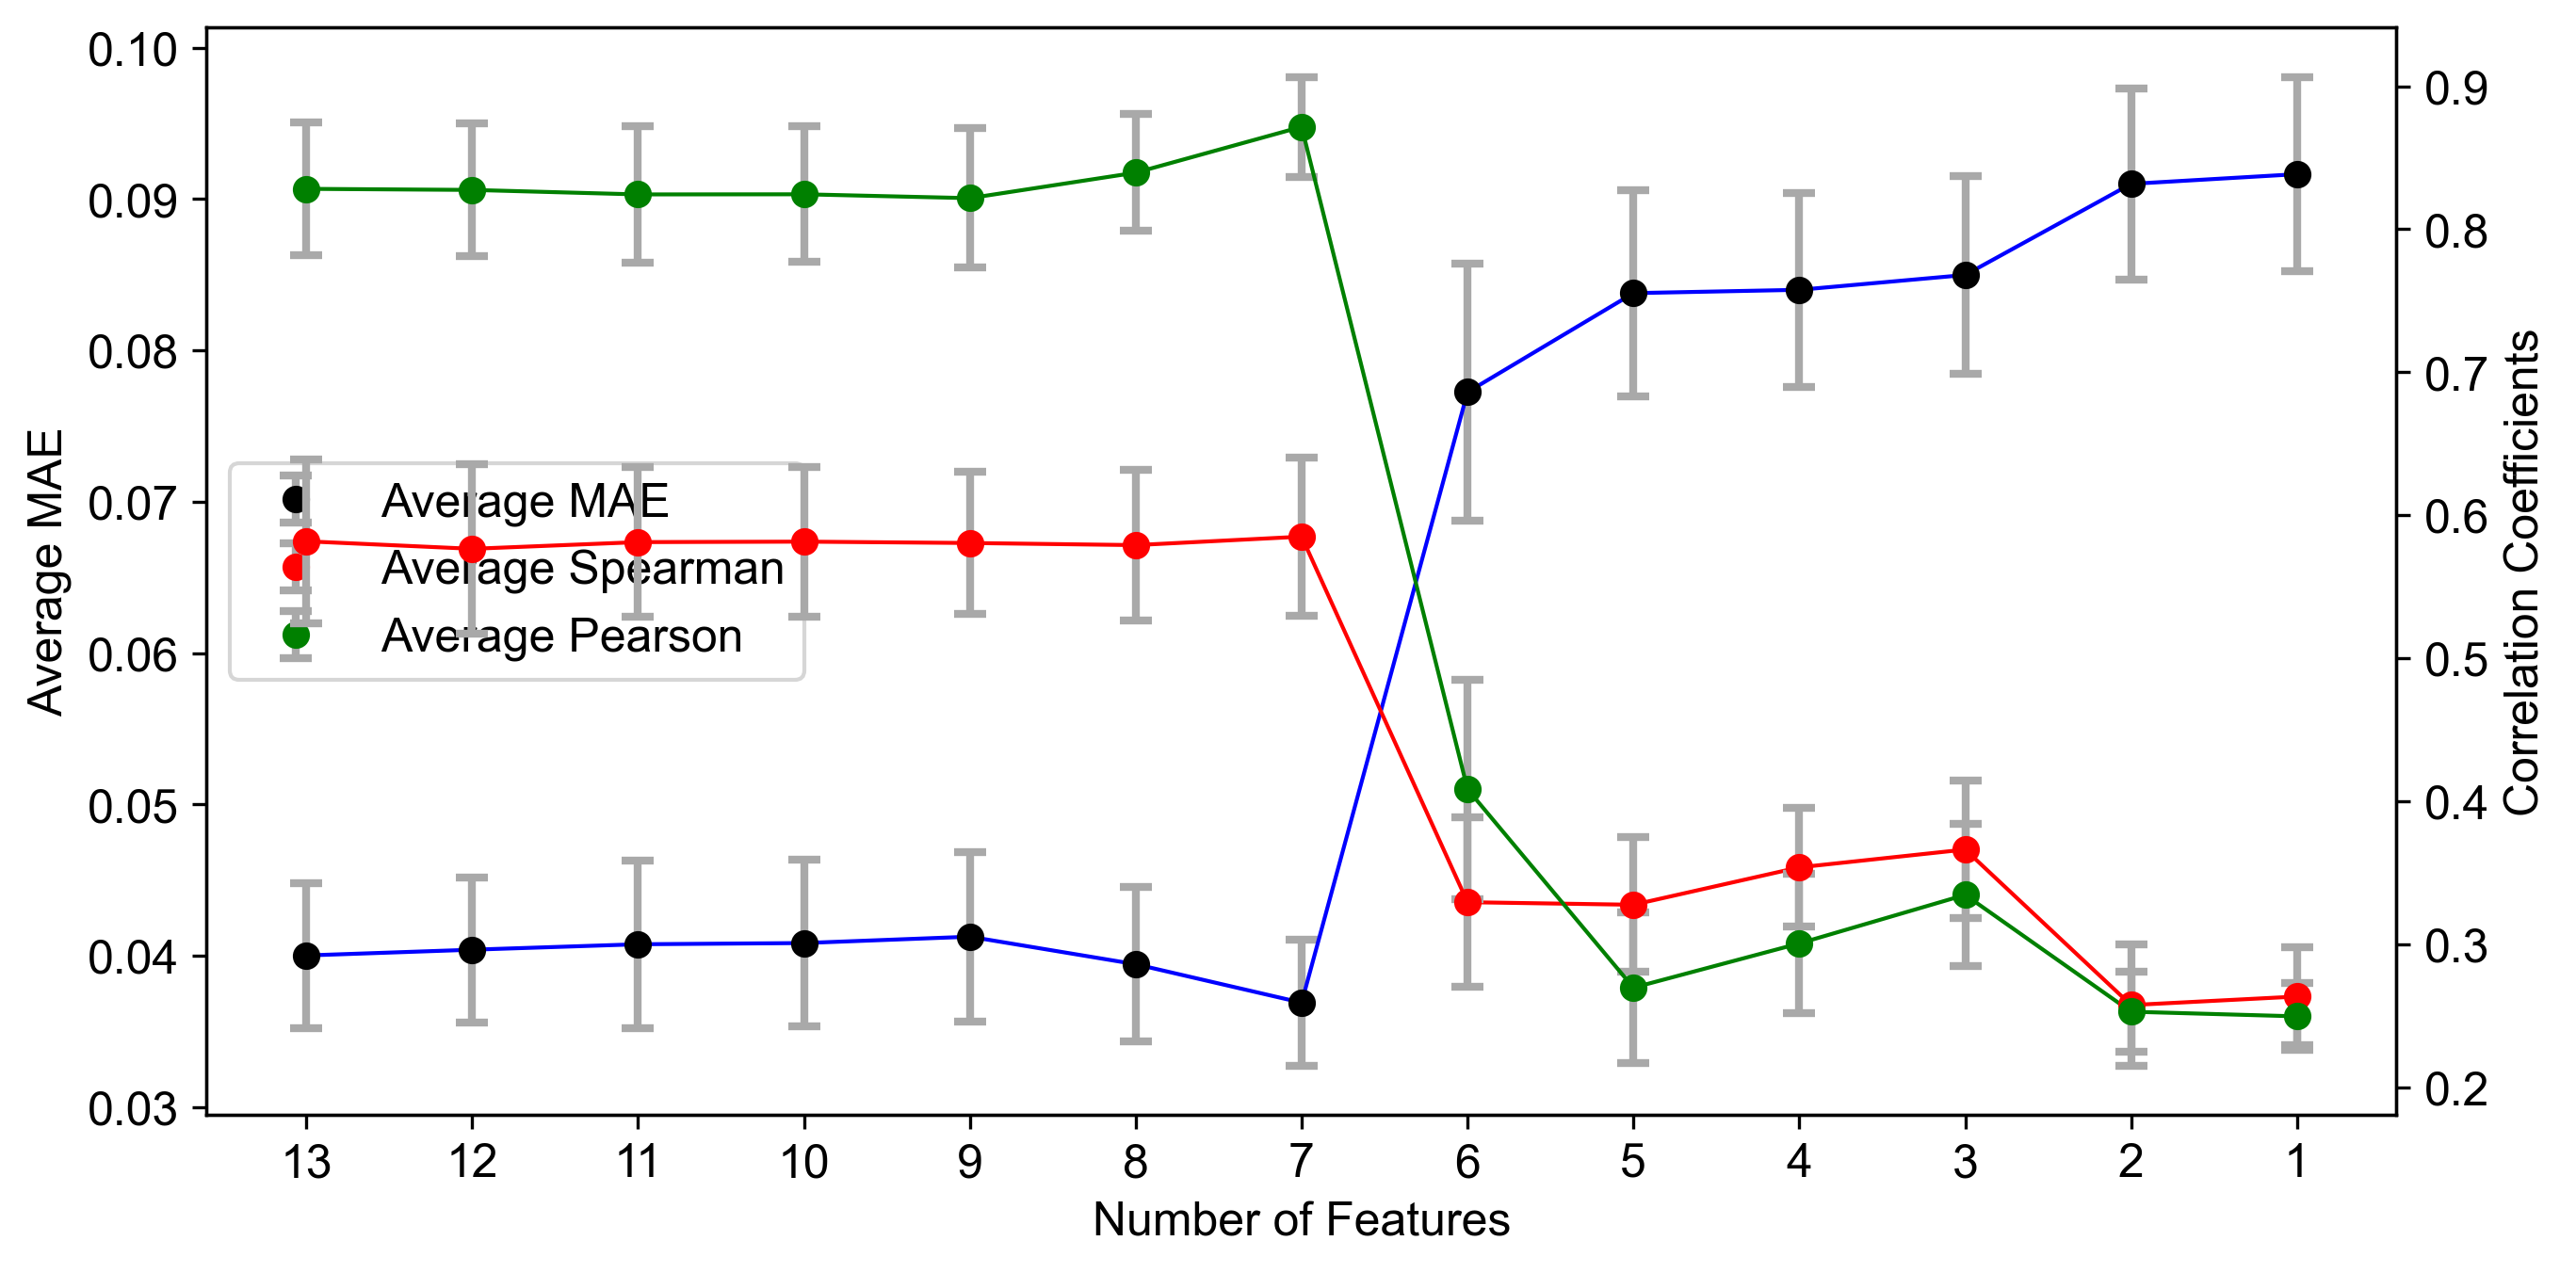 0.10
0.09
0.08
0.07
0.06
0.05
0.04
0.03
Average MAE
Average MAE
Average Spearman
Average Pearson
0.9
0.8
0.7
0.6
0.5
0.4
0.3
0.2
Correlation Coefficients
13 12 11 10 9 8 7 6 5 4 3 2 1
Number of Features